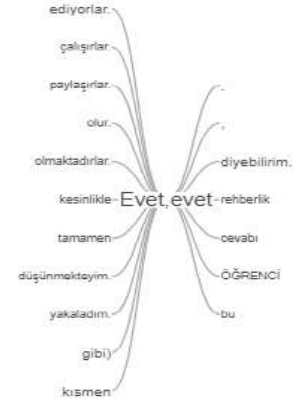 ediyorlar.
çalışırlar.
paylaşırlar.
olur.
olmaktadırlar.
kesinlikle
tamamen
düşünmekteyim.
yakaladım.
gibi)
kısmen
Evet,evet
.
,
diyebilirim.
rehberlik
cevabı
ÖĞRENCİ
bu